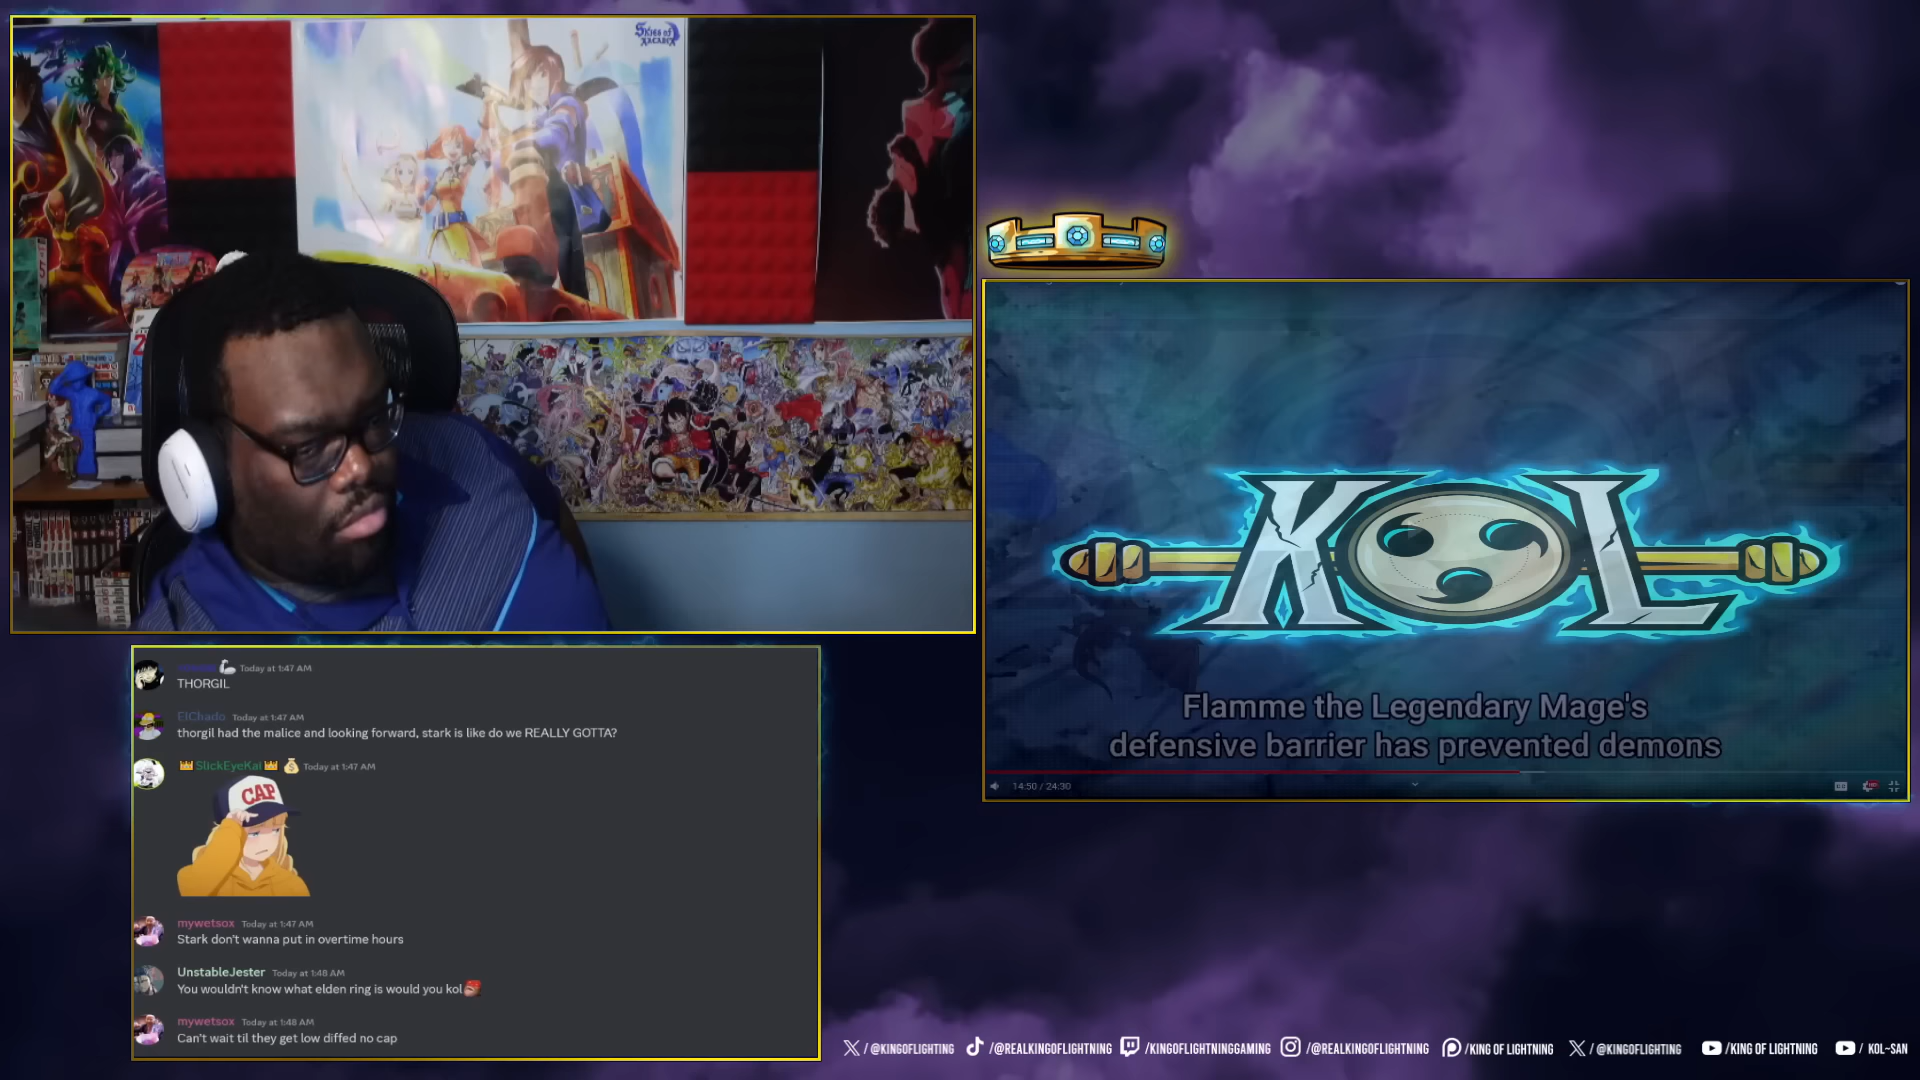 Skies of
Arcadia
KOL
Flamme the Legendary Mage's
defensive barrier has prevented demons
14:50 / 24:30
Today at 1:47 AM
THORGIL
ElChado Today at 1:47 AM
thorgil had the malice and looking forward, stark is like do we REALLY GOTTA?
SlickEyeKai Today at 1:47 AM
CAP
mywetsox Today at 1:47 AM
Stark don't wanna put in overtime hours
UnstableJester Today at 1:48 AM
You wouldn't know what elden ring is would you kol
mywetsox Today at 1:48 AM
Can't wait til they get low diffed no cap
/ @KINGOFLIGHTING /@REALKINGOFLIGHTNING /KINGOFLIGHTNINGGAMING /@REALKINGOFLIGHTNING /KING OF LIGHTNING / @KINGOFLIGHTING /KING OF LIGHTNING / KOL~SAN